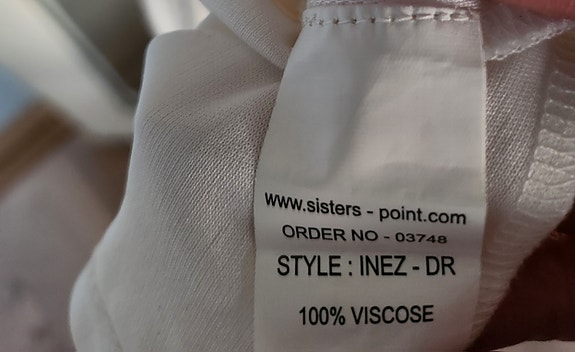 www.sisters - point.com
ORDER NO - 03748
STYLE : INEZ - DR
100% VISCOSE